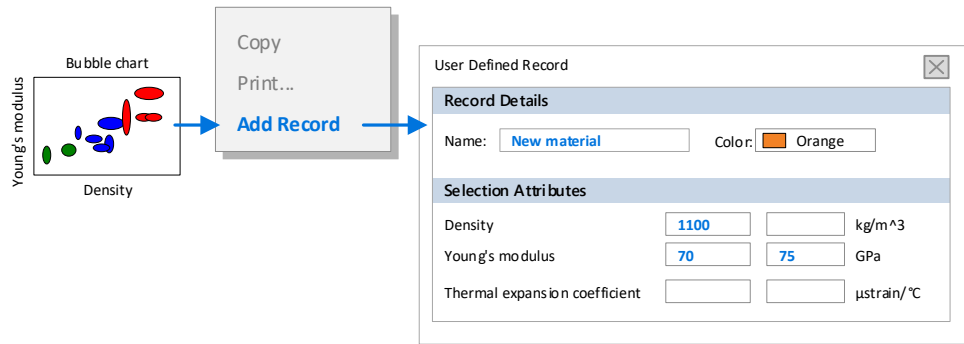 Bubble chart
Young's modulus
Density
Copy
Print...
Add Record
User Defined Record
Record Details
Name: New material Color: Orange
Selection Attributes
Density 1100 kg/m^3
Young's modulus 70 75 GPa
Thermal expansion coefficient µstrain/°C